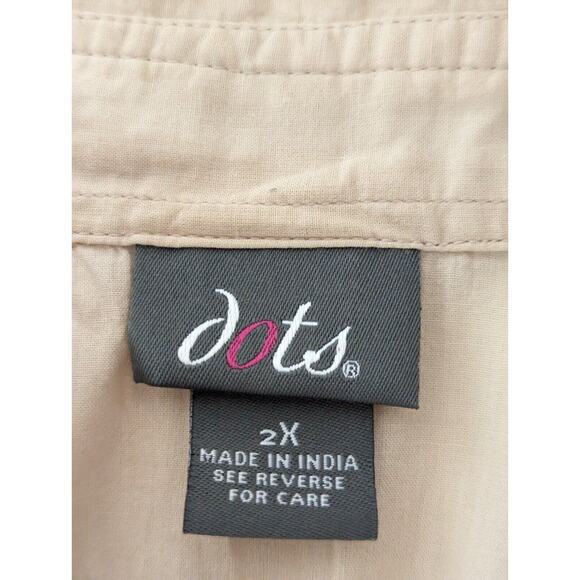 dots®
2X
MADE IN INDIA
SEE REVERSE
FOR CARE